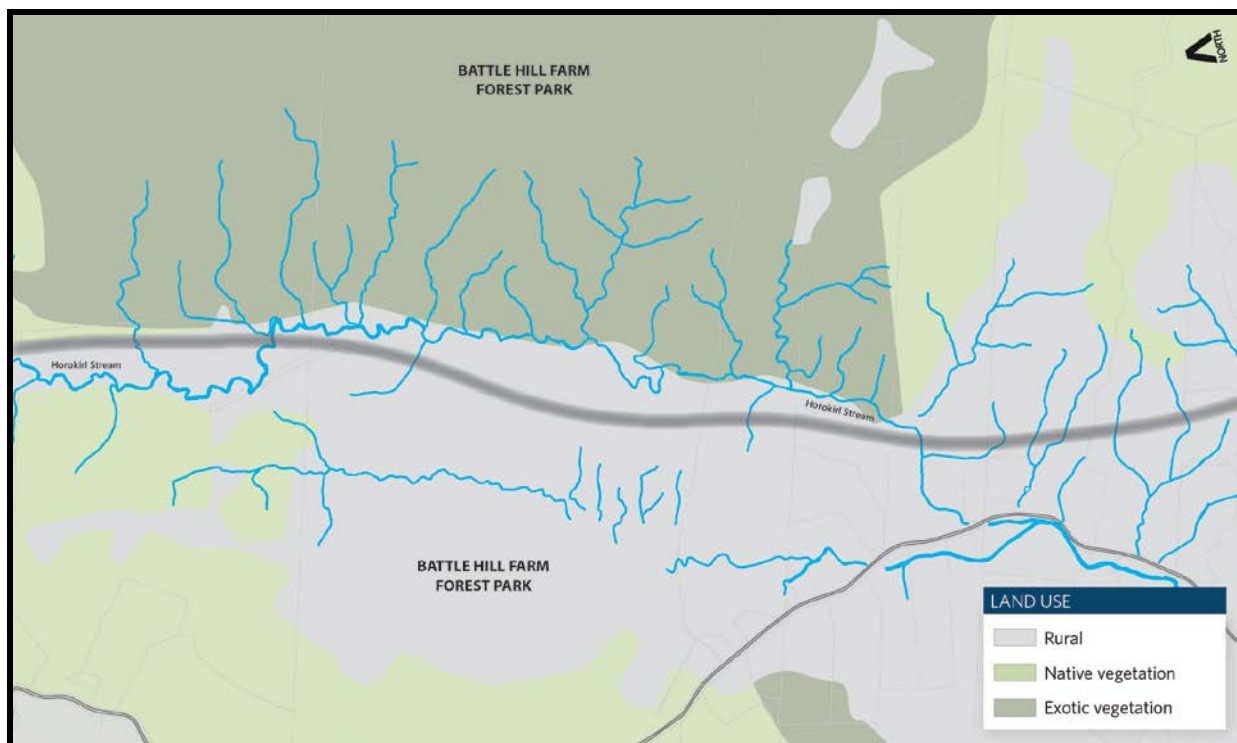 BATTLE HILL FARM
FOREST PARK
NORTH
Horokiri Stream
Horokiri Stream
BATTLE HILL FARM
FOREST PARK
LAND USE
Rural
Native vegetation
Exotic vegetation